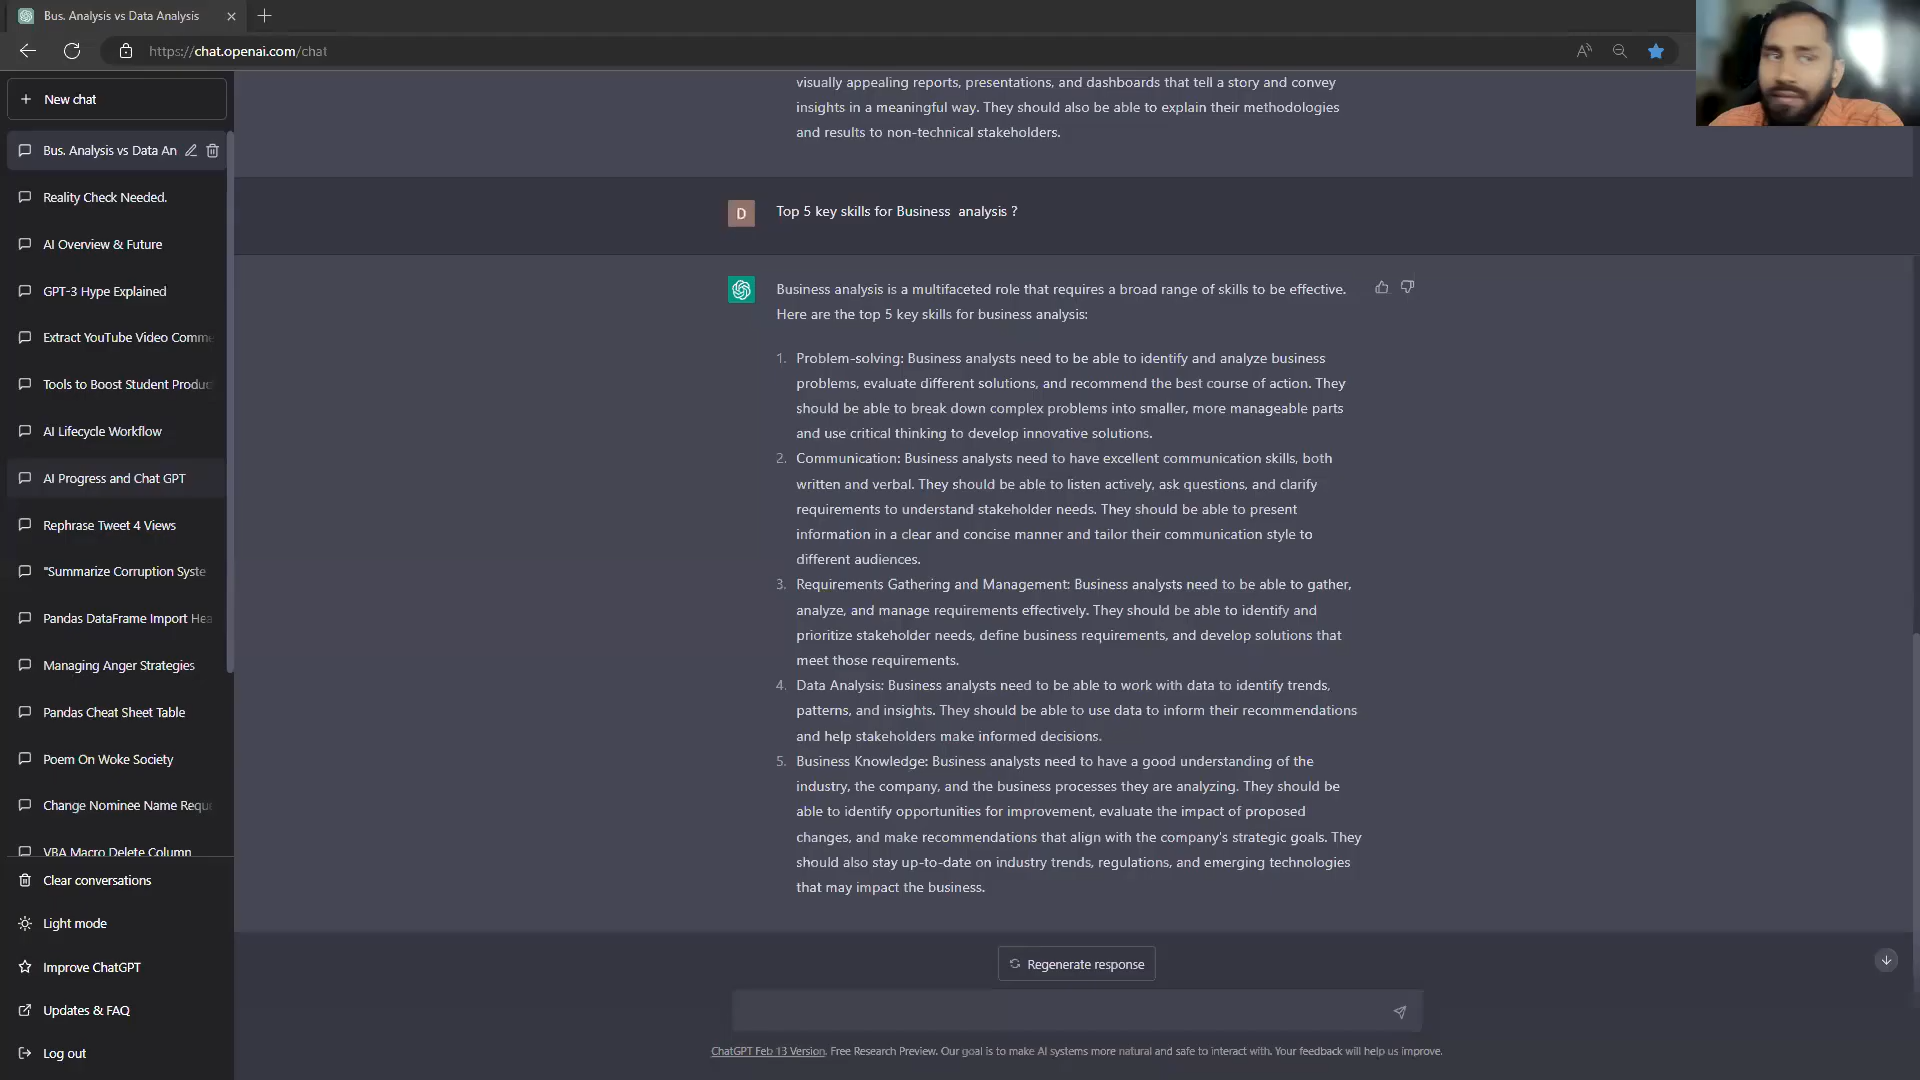 Bus. Analysis vs Data Analysis
https://chat.openai.com/chat
New chat
Bus. Analysis vs Data An
Reality Check Needed.
AI Overview & Future
GPT-3 Hype Explained
Extract YouTube Video Comme
Tools to Boost Student Produc
AI Lifecycle Workflow
AI Progress and Chat GPT
Rephrase Tweet 4 Views
"Summarize Corruption Syste
Pandas DataFrame Import Hea
Managing Anger Strategies
Pandas Cheat Sheet Table
Poem On Woke Society
Change Nominee Name Requ
VBA Macro Delete Column
Clear conversations
Light mode
Improve ChatGPT
Updates & FAQ
Log out
visually appealing reports, presentations, and dashboards that tell a story and convey
insights in a meaningful way. They should also be able to explain their methodologies
and results to non-technical stakeholders.
D
Top 5 key skills for Business  analysis ?
Business analysis is a multifaceted role that requires a broad range of skills to be effective.
Here are the top 5 key skills for business analysis:
1. Problem-solving: Business analysts need to be able to identify and analyze business
problems, evaluate different solutions, and recommend the best course of action. They
should be able to break down complex problems into smaller, more manageable parts
and use critical thinking to develop innovative solutions.
2. Communication: Business analysts need to have excellent communication skills, both
written and verbal. They should be able to listen actively, ask questions, and clarify
requirements to understand stakeholder needs. They should be able to present
information in a clear and concise manner and tailor their communication style to
different audiences.
3. Requirements Gathering and Management: Business analysts need to be able to gather,
analyze, and manage requirements effectively. They should be able to identify and
prioritize stakeholder needs, define business requirements, and develop solutions that
meet those requirements.
4. Data Analysis: Business analysts need to be able to work with data to identify trends,
patterns, and insights. They should be able to use data to inform their recommendations
and help stakeholders make informed decisions.
5. Business Knowledge: Business analysts need to have a good understanding of the
industry, the company, and the business processes they are analyzing. They should be
able to identify opportunities for improvement, evaluate the impact of proposed
changes, and make recommendations that align with the company's strategic goals. They
should also stay up-to-date on industry trends, regulations, and emerging technologies
that may impact the business.
Regenerate response
ChatGPT Feb 13 Version. Free Research Preview. Our goal is to make AI systems more natural and safe to interact with. Your feedback will help us improve.